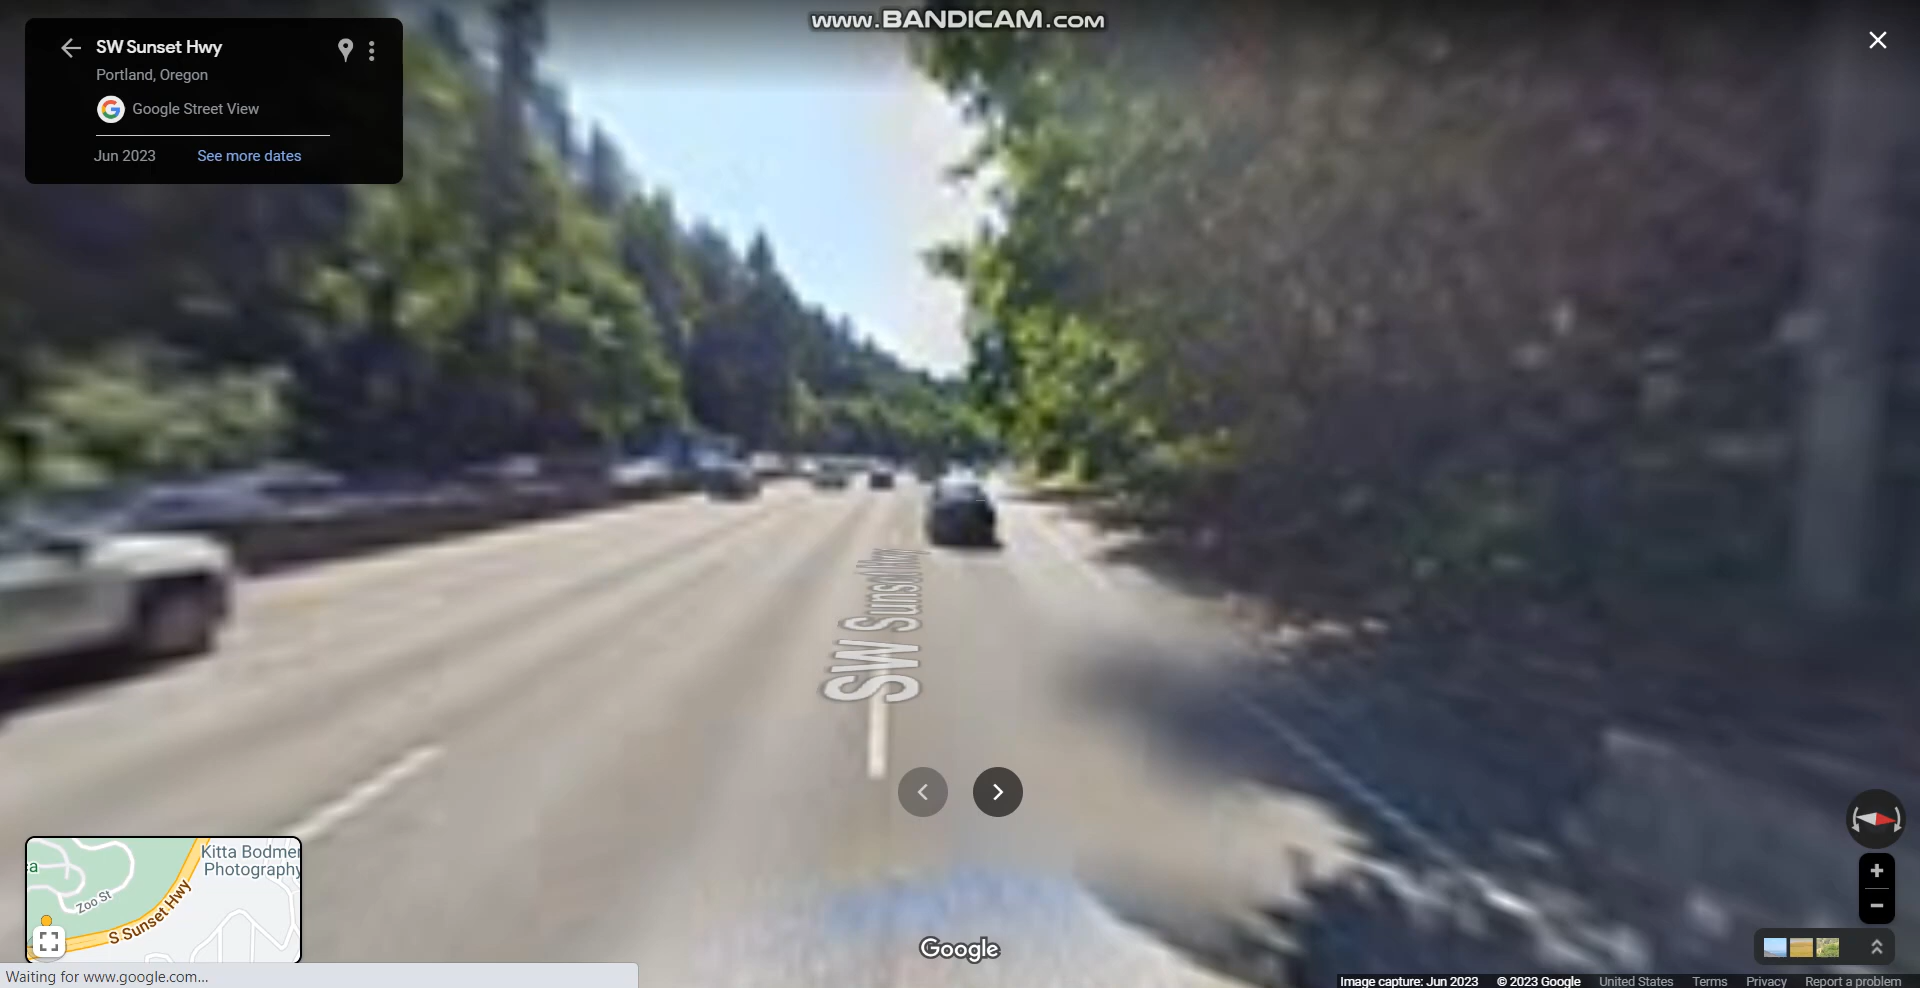 www.BANDICAM.com
SW Sunset Hwy
Portland, Oregon
Google Street View
Jun 2023
See more dates
SW Sunset Hwy
Kitta Bodmer
Photography
a
Zoo St
S Sunset Hwy
Google
Waiting for www.google.com...
Image capture: Jun 2023 © 2023 Google United States Terms Privacy Report a problem